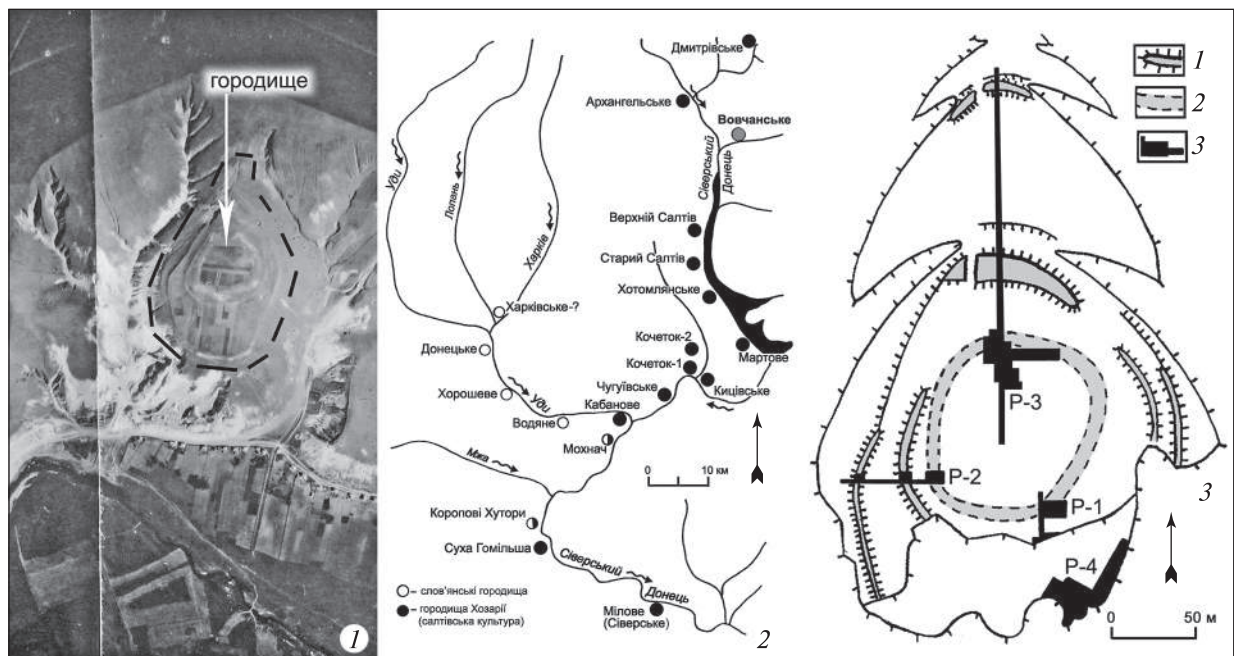 городище
1
Дмитрівське
Архангельське
Вовчанське
Сіверський
Донець
Уди
Лопань
Харків
Верхній Салтів
Старий Салтів
Хотомлянське
Харківське-?
Донецьке
Кочеток-2
Кочеток-1
Мартове
Хорошеве
Чугуївське
Кицівське
Уди
Кабанове
Водяне
Мохнач
Мжа
0 10 км
Коропові Хутори
Суха Гомільша
Сіверський
Донець
Мілове
(Сіверське)
– слов'янські городища
– городища Хозарії
(салтівська культура)
2
1
2
3
Р-3
Р-2
Р-1
Р-4
3
0 50 м